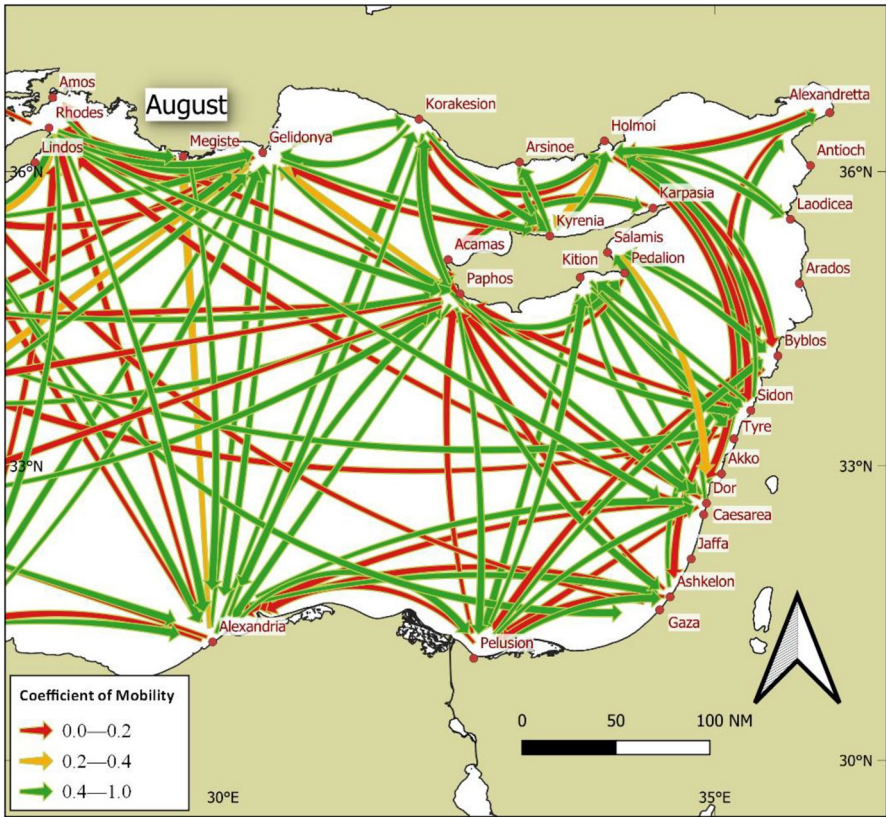 Amos
August
Rhodes
Korakesion
Alexandretta
Lindos
Megiste
Gelidonya
Arsinoe
Holmoi
Antioch
36°N
36°N
Karpasia
Laodicea
Kyrenia
Acamas
Salamis
Kition
Pedalion
Paphos
Arados
Byblos
Sidon
Tyre
Akko
33°N
33°N
Dor
Caesarea
Jaffa
Ashkelon
Gaza
Alexandria
Pelusion
Coefficient of Mobility
0.0—0.2
0.2—0.4
0.4—1.0
0 50 100 NM
30°N
30°E
35°E